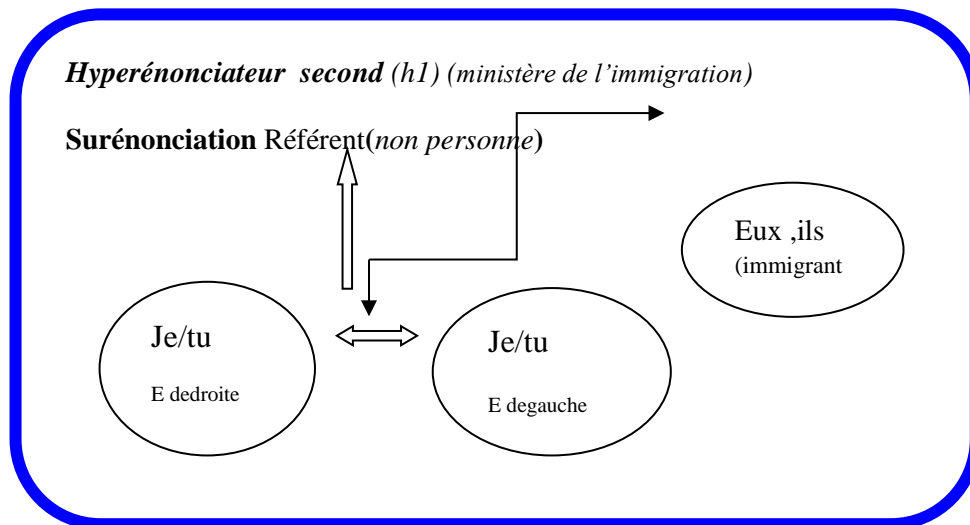 Hyperénonciateur second (h1) (ministère de l’immigration)
Surénonciation Référent(non personne)
Eux ,ils
(immigrant
Je/tu
E dedroite
Je/tu
E degauche